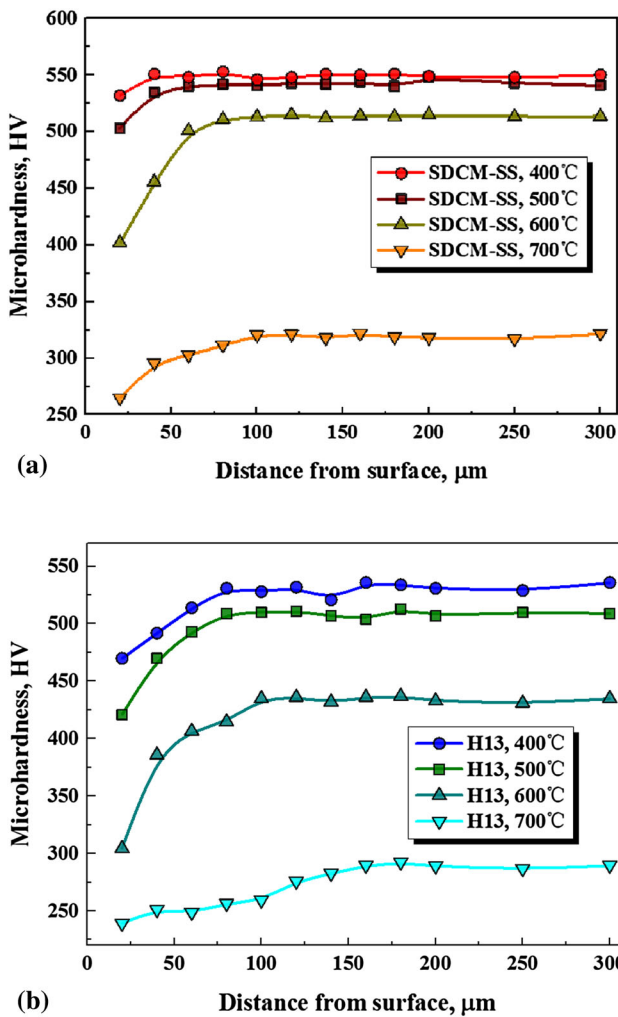 600
550
500
450
400
350
300
250
Microhardness, HV
SDCM-SS, 400℃
SDCM-SS, 500℃
SDCM-SS, 600℃
SDCM-SS, 700℃
0 50 100 150 200 250 300
(a)
Distance from surface, μm
550
500
450
400
350
300
250
Microhardness, HV
H13, 400℃
H13, 500℃
H13, 600℃
H13, 700℃
0 50 100 150 200 250 300
(b)
Distance from surface, μm